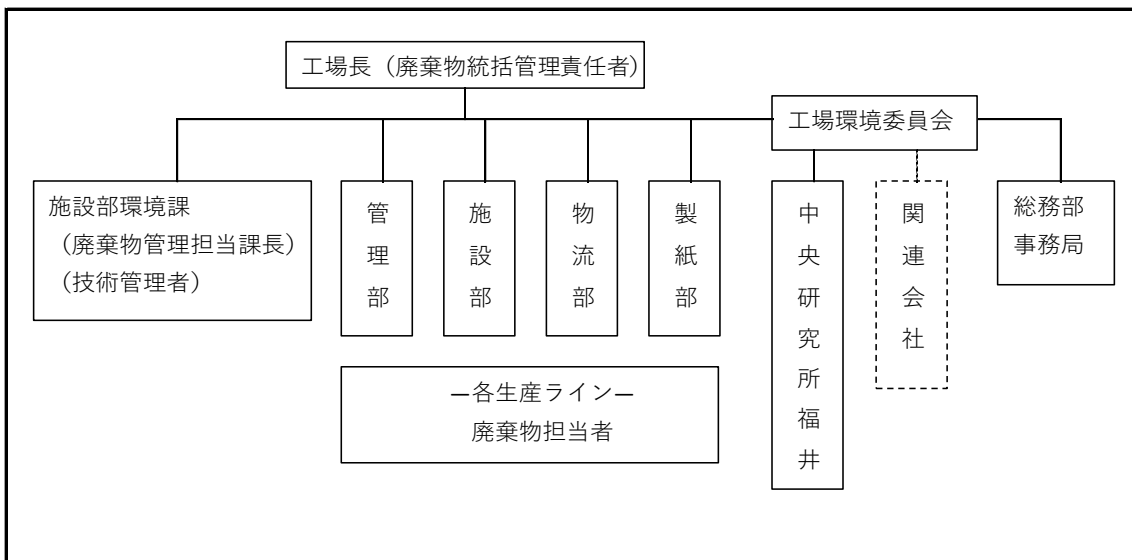 工場長（廃棄物統括管理責任者）
工場環境委員会
施設部環境課
（廃棄物管理担当課長）
（技術管理者）
管理部
施設部
物流部
製紙部
中央研究所福井
関連会社
総務部
事務局
―各生産ライン―
廃棄物担当者